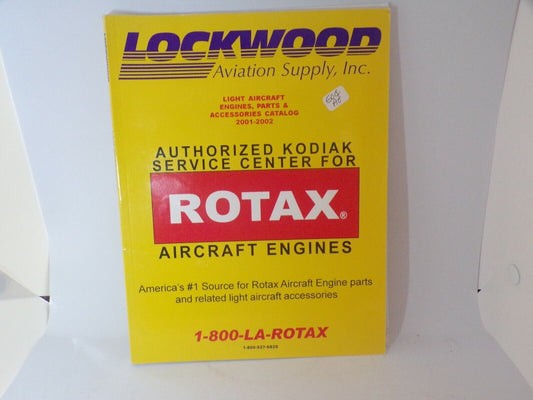 LOCKWOOD
Aviation Supply, Inc.
LIGHT AIRCRAFT
ENGINES, PARTS &
ACCESSORIES CATALOG
2001-2002
AUTHORIZED KODIAK
SERVICE CENTER FOR
ROTAX®
AIRCRAFT ENGINES
America's #1 Source for Rotax Aircraft Engine parts
and related light aircraft accessories
1-800-LA-ROTAX